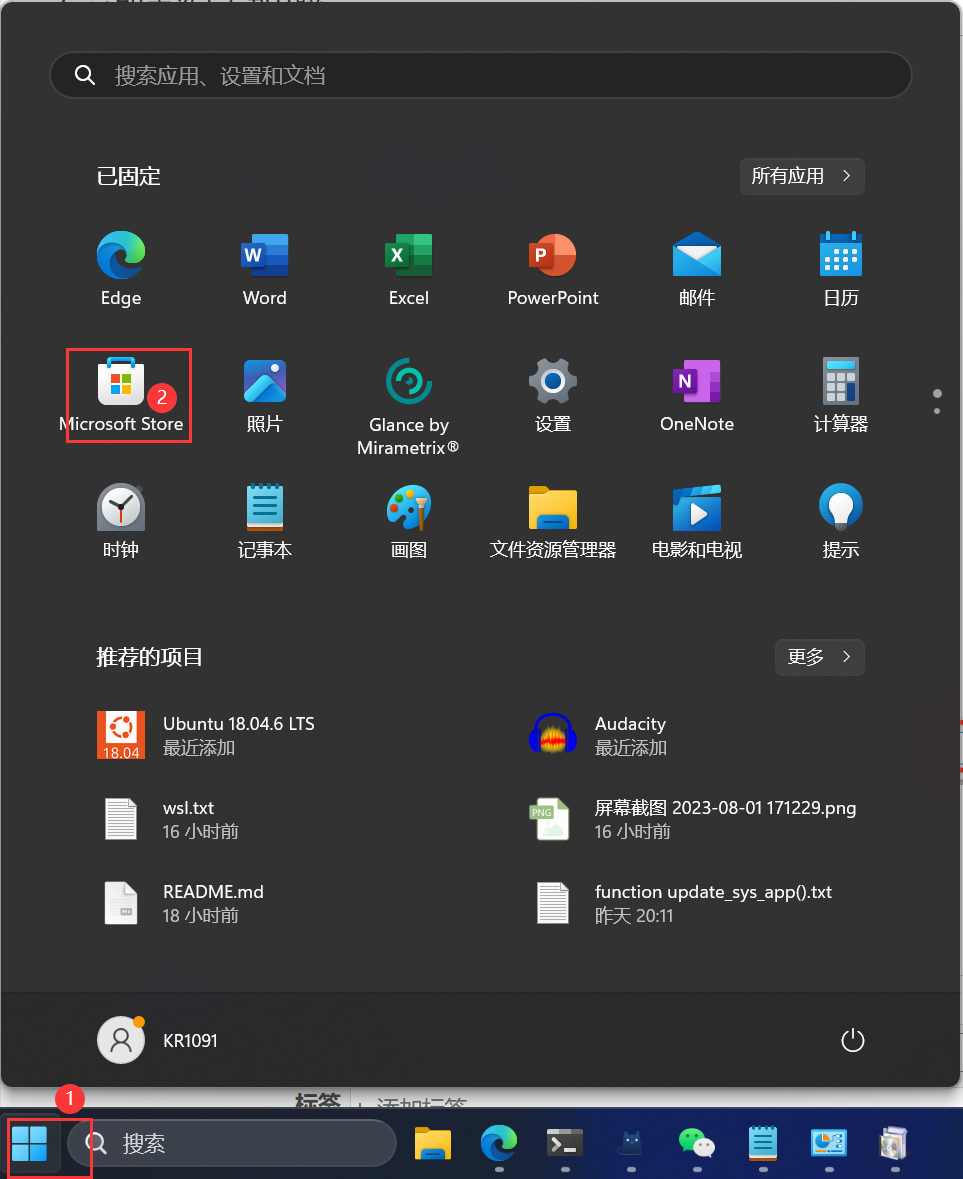 搜索应用、设置和文档
已固定
所有应用
Edge
Word
Excel
PowerPoint
邮件
日历
Microsoft Store
2
照片
Glance by
Mirametrix®
设置
OneNote
计算器
时钟
记事本
画图
文件资源管理器
电影和电视
提示
推荐的项目
更多
18.04
Ubuntu 18.04.6 LTS
最近添加
Audacity
最近添加
wsl.txt
16 小时前
PNG
屏幕截图 2023-08-01 171229.png
16 小时前
README.md
18 小时前
function update_sys_app().txt
昨天 20:11
KR1091
1
标签
添加标签
搜索